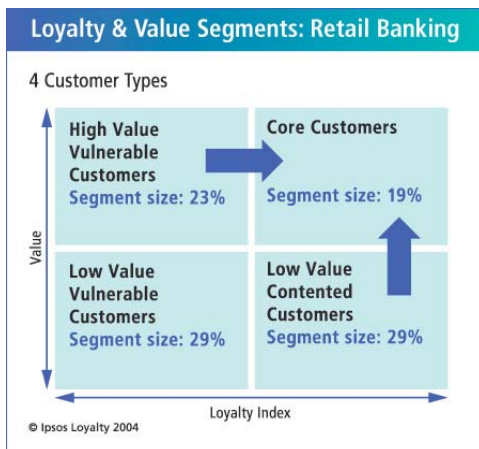 Loyalty & Value Segments: Retail Banking
4 Customer Types
High Value
Vulnerable
Customers
Segment size: 23%
Core Customers
Segment size: 19%
Low Value
Vulnerable
Customers
Segment size: 29%
Low Value
Contented
Customers
Segment size: 29%
Value
Loyalty Index
© Ipsos Loyalty 2004